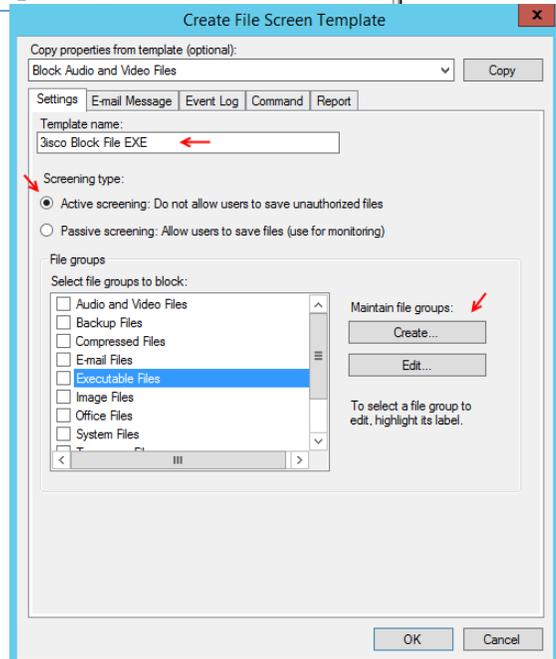 Create File Screen Template
x
Copy properties from template (optional):
Block Audio and Video Files
Copy
Settings
E-mail Message
Event Log
Command
Report
Template name:
3isco Block File EXE
Screening type:
Active screening: Do not allow users to save unauthorized files
Passive screening: Allow users to save files (use for monitoring)
File groups
Select file groups to block:
Audio and Video Files
Backup Files
Compressed Files
E-mail Files
Executable Files
Image Files
Office Files
System Files
Maintain file groups:
Create...
Edit...
To select a file group to
edit, highlight its label.
OK
Cancel